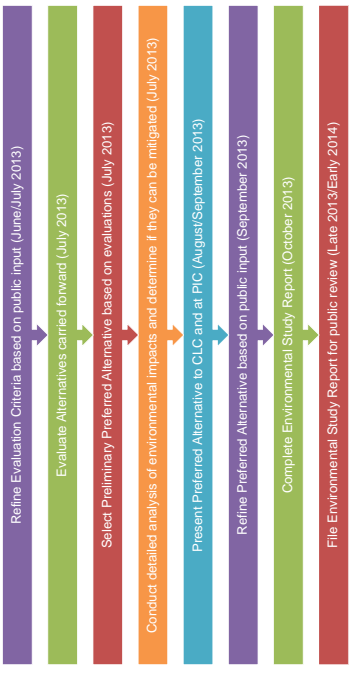 Refine Evaluation Criteria based on public input (June/July 2013)
Evaluate Alternatives carried forward (July 2013)
Select Preliminary Preferred Alternative based on evaluations (July 2013)
Conduct detailed analysis of environmental impacts and determine if they can be mitigated (July 2013)
Present Preferred Alternative to CLC and at PIC (August/September 2013)
Refine Preferred Alternative based on public input (September 2013)
Complete Environmental Study Report (October 2013)
File Environmental Study Report for public review (Late 2013/Early 2014)